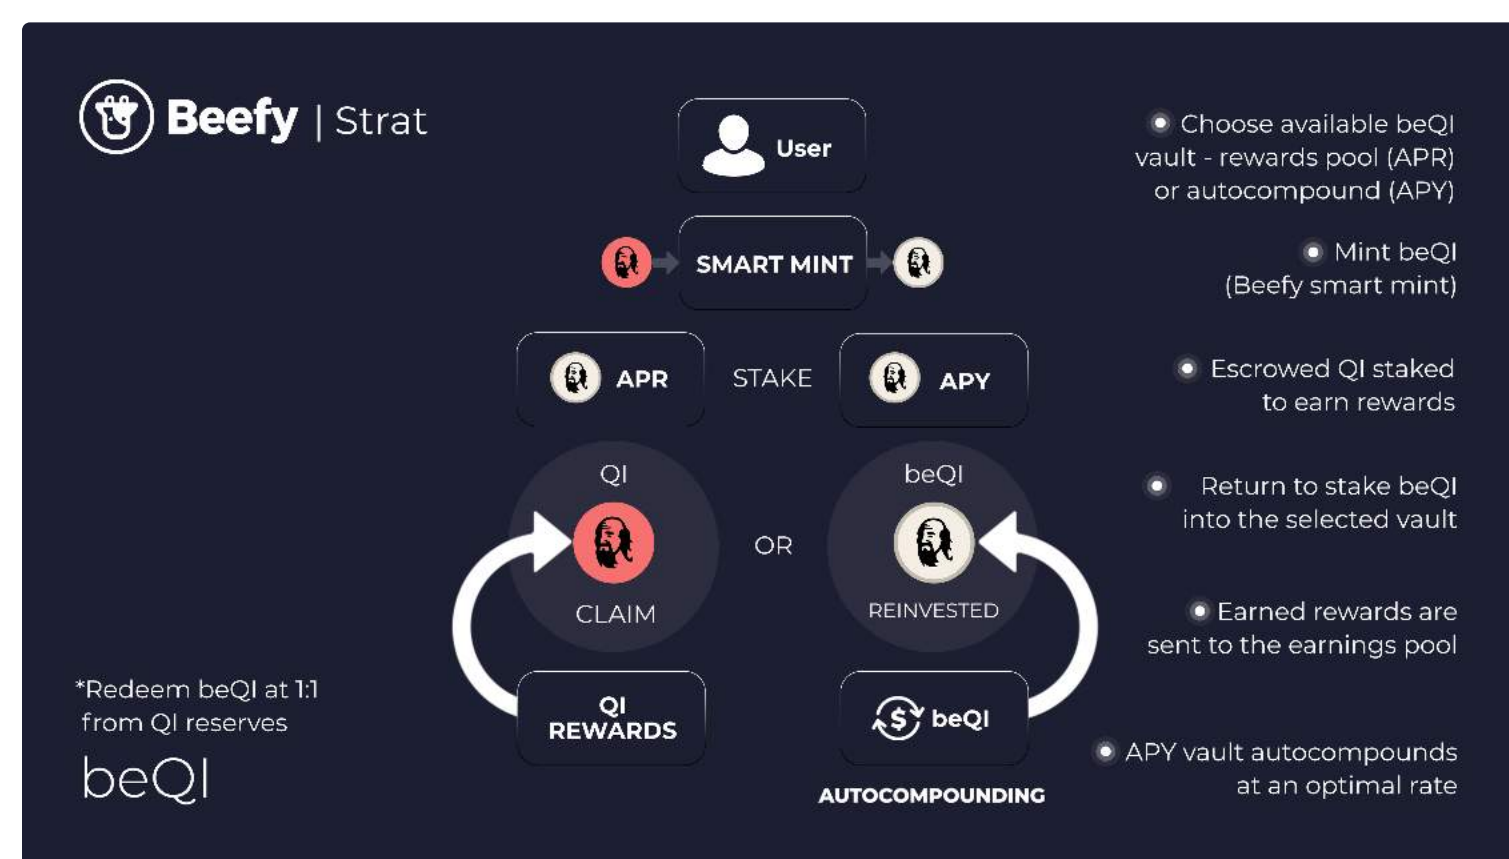 Beefy | Strat
User
SMART MINT
APR
STAKE
APY
QI
CLAIM
OR
beQI
REINVESTED
QI
REWARDS
beQI
AUTOCOMPOUNDING
Choose available beQI
vault - rewards pool (APR)
or autocompound (APY)
Mint beQI
(Beefy smart mint)
Escrowed QI staked
to earn rewards
Return to stake beQI
into the selected vault
Earned rewards are
sent to the earnings pool
APY vault autocompounds
at an optimal rate
*Redeem beQI at 1:1
from QI reserves
beQI